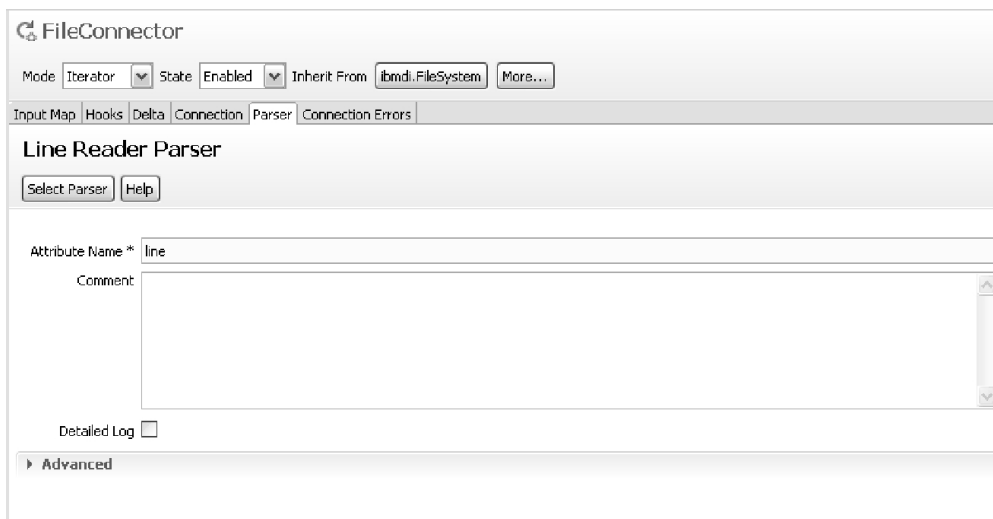 FileConnector
Mode Iterator State Enabled Inherit From ibmdi.FileSystem More...
Input Map Hooks Delta Connection Parser Connection Errors
Line Reader Parser
Select Parser Help
Attribute Name * line
Comment
Detailed Log
Advanced